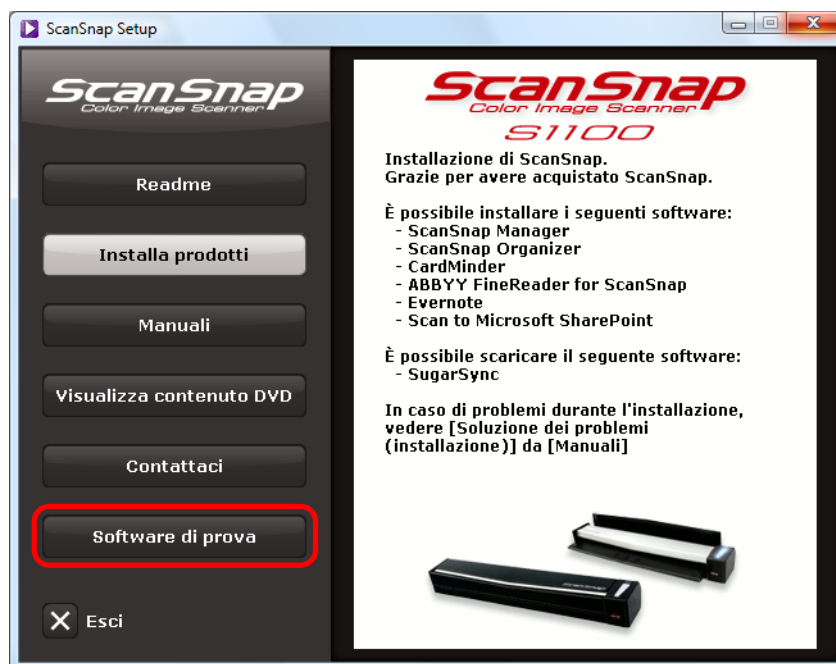 ScanSnap Setup
ScanSnap
Color Image Scanner
Readme
Installa prodotti
Manuali
Visualizza contenuto DVD
Contattaci
Software di prova
Esci
ScanSnap
Color Image Scanner
S1100
Installazione di ScanSnap.
Grazie per avere acquistato ScanSnap.
È possibile installare i seguenti software:
- ScanSnap Manager
- ScanSnap Organizer
- CardMinder
- ABBYY FineReader for ScanSnap
- Evernote
- Scan to Microsoft SharePoint
È possibile scaricare il seguente software:
- SugarSync
In caso di problemi durante l'installazione,
vedere [Soluzione dei problemi
(installazione)] da [Manuali]
ScanSnap